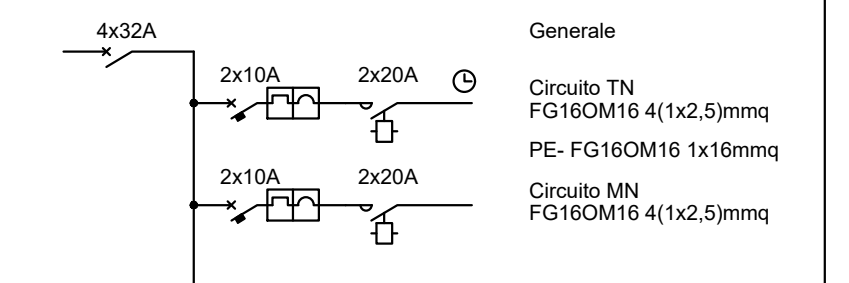 4x32A
Generale
2x10A
2x20A
Circuito TN
FG16OM16 4(1x2,5)mmq
PE- FG16OM16 1x16mmq
2x10A
2x20A
Circuito MN
FG16OM16 4(1x2,5)mmq